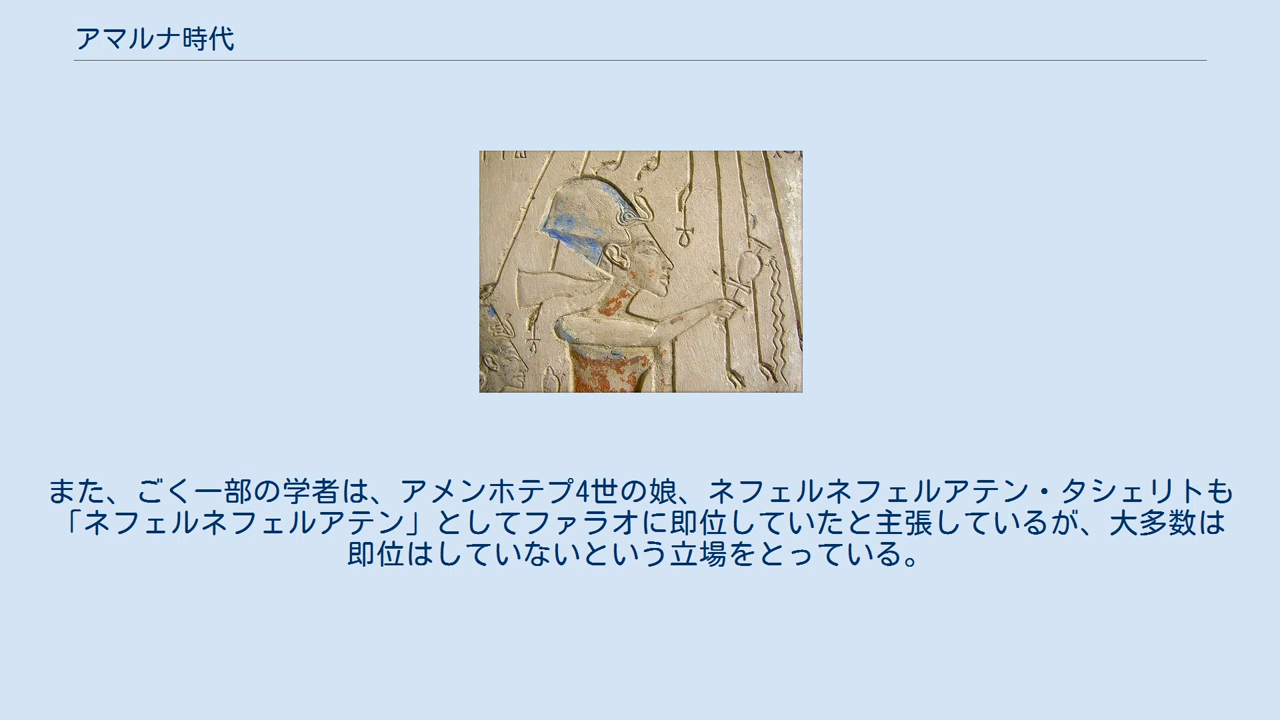 アマルナ時代
また、ごく一部の学者は、アメンホテプ4世の娘、ネフェルネフェルアテン・タシェリトも
「ネフェルネフェルアテン」としてファラオに即位していたと主張しているが、大多数は
即位はしていないという立場をとっている。